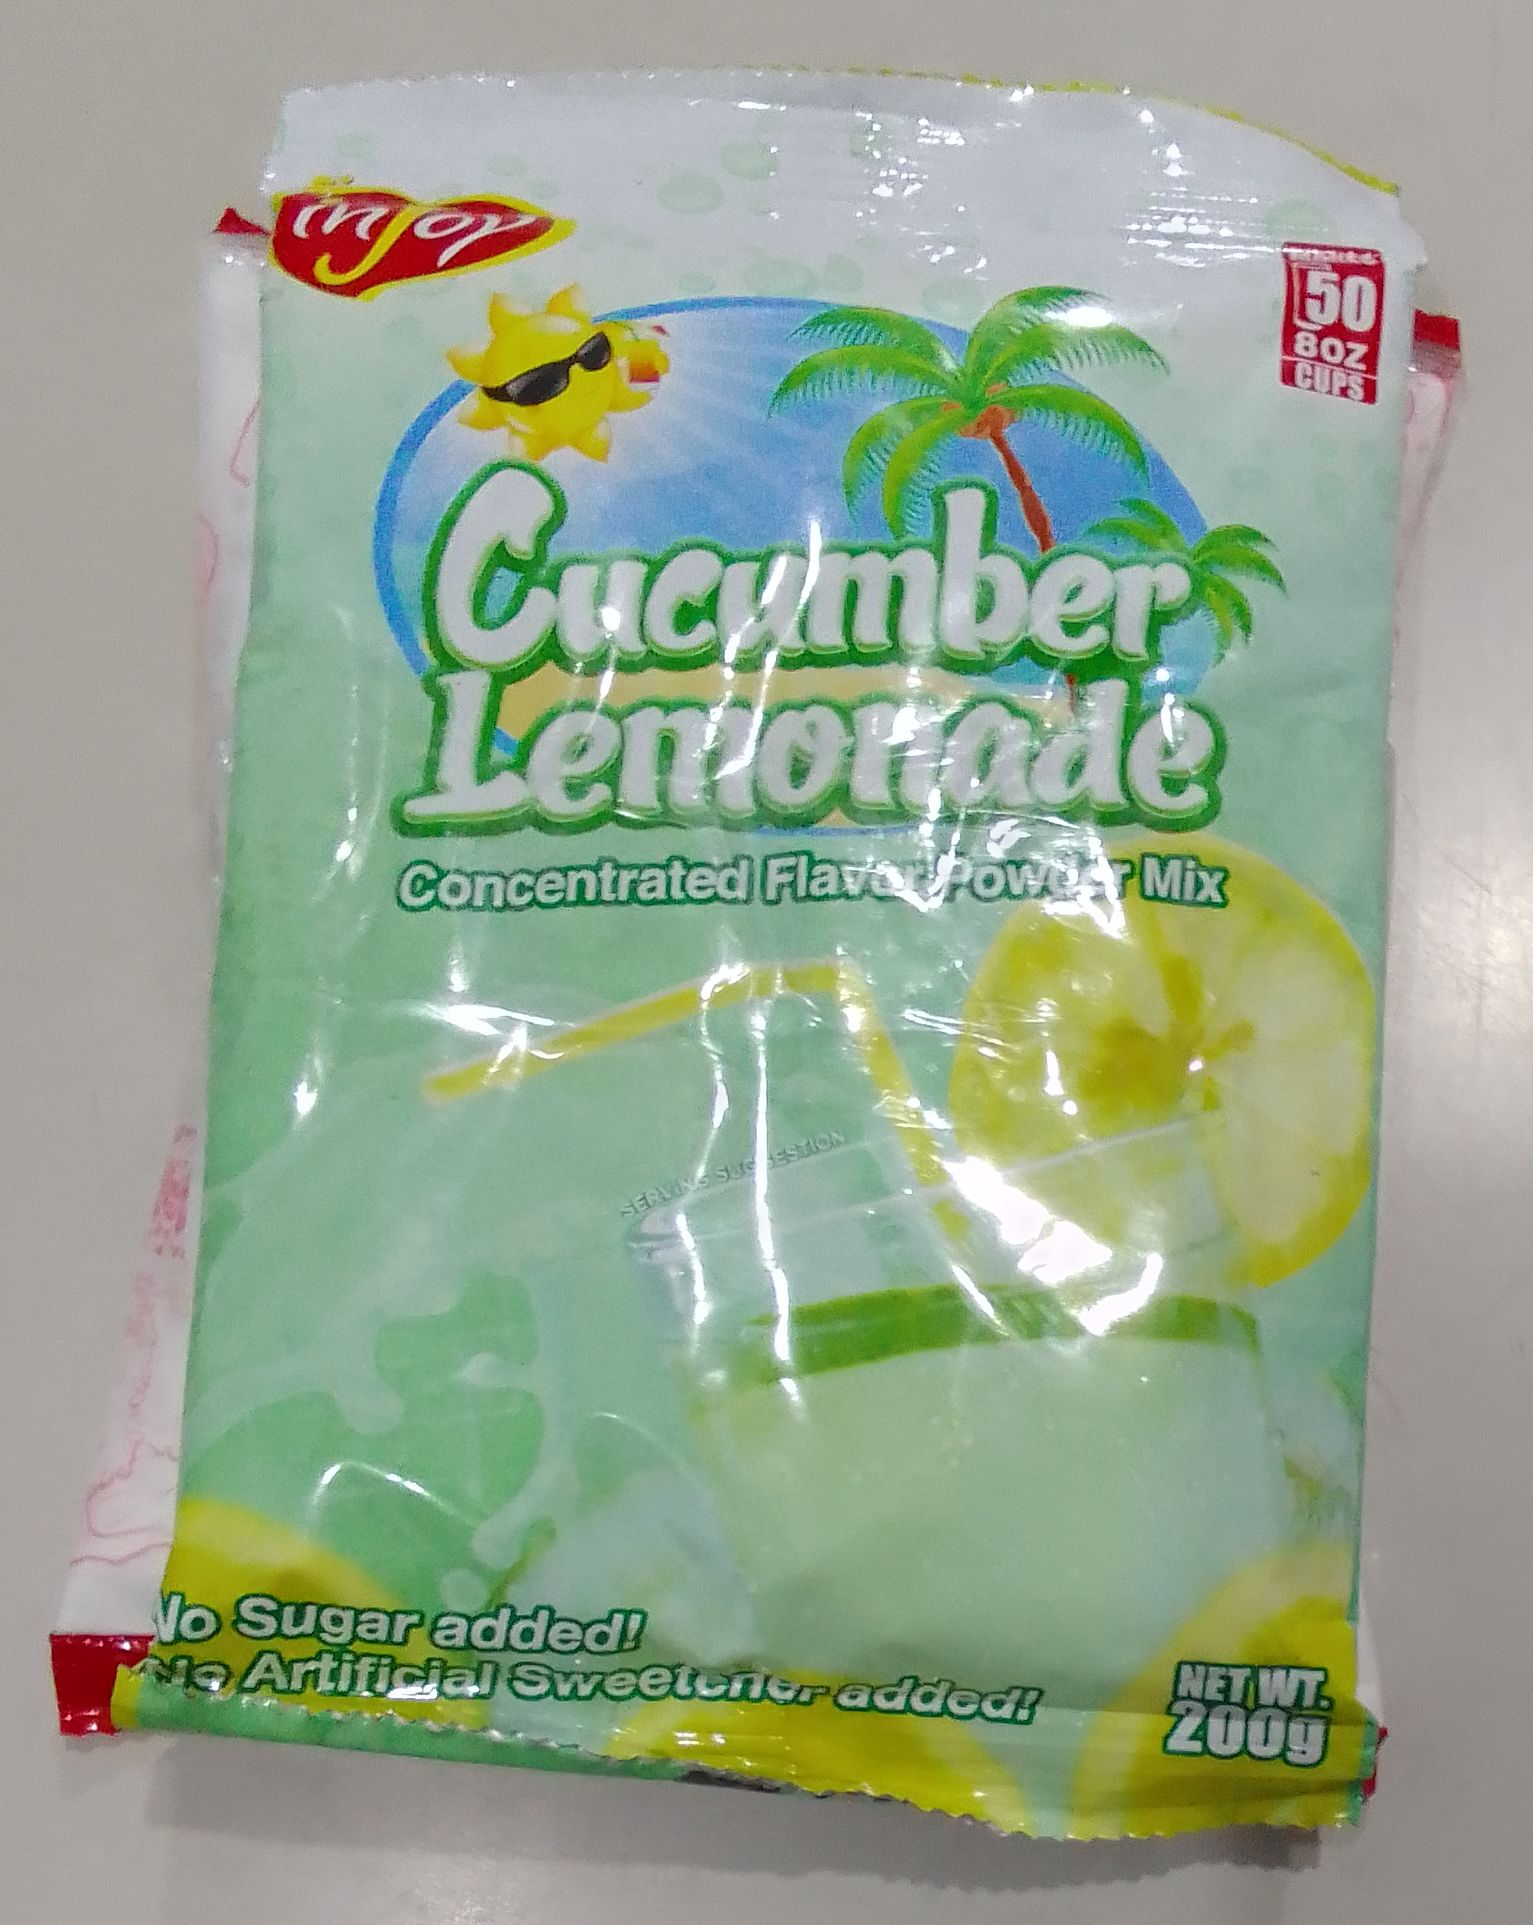 inJoy
50
8oz
CUPS
Cucumber
Lemonade
Concentrated Flavor Powder Mix
SERVING SUGGESTION
No Sugar added!
No Artificial Sweetener added!
NET WT.
200g